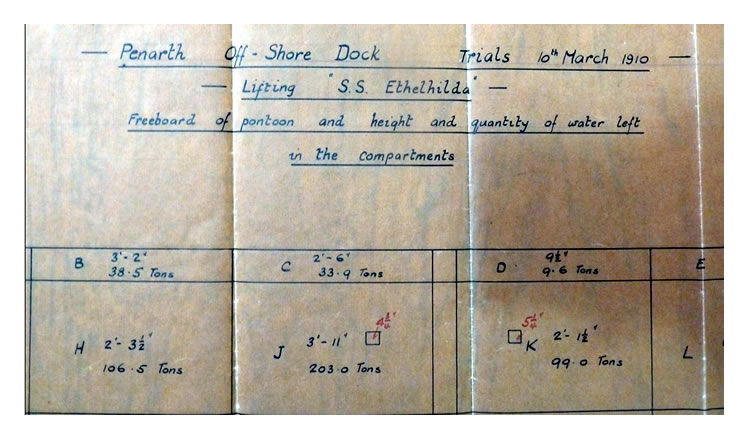 — Penarth Off-Shore Dock Trials 10th March 1910 —
— Lifting "S.S. Ethelhilda" —
Freeboard of pontoon and height and quantity of water left
in the compartments
B 3'-2" 38.5 Tons
C 2'-6" 33.9 Tons
D 9½" 9.6 Tons
E
H 2'-3½" 106.5 Tons
J 3'-11" 203.0 Tons
5¼"
K 2'-1½" 99.0 Tons
L